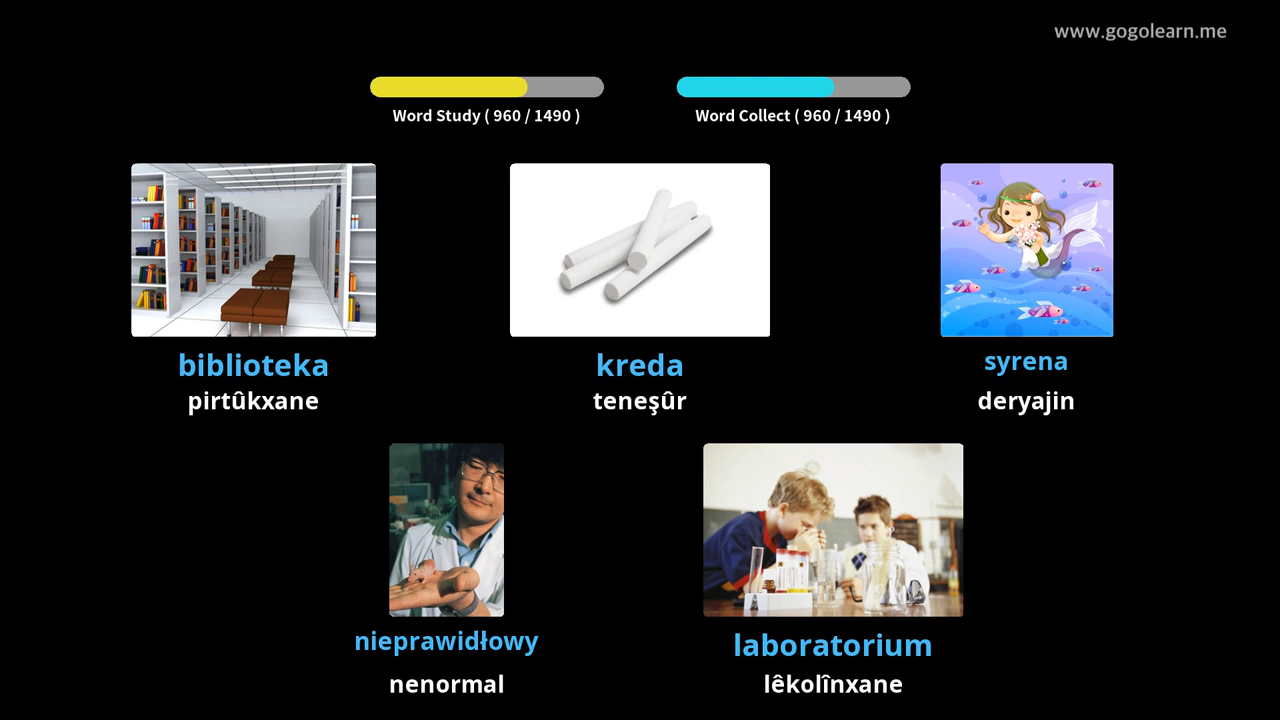 www.gogolearn.me
Word Study ( 960 / 1490 )
Word Collect ( 960 / 1490 )
biblioteka
pirtûkxane
kreda
teneşûr
syrena
deryajin
nieprawidłowy
nenormal
laboratorium
lêkolînxane